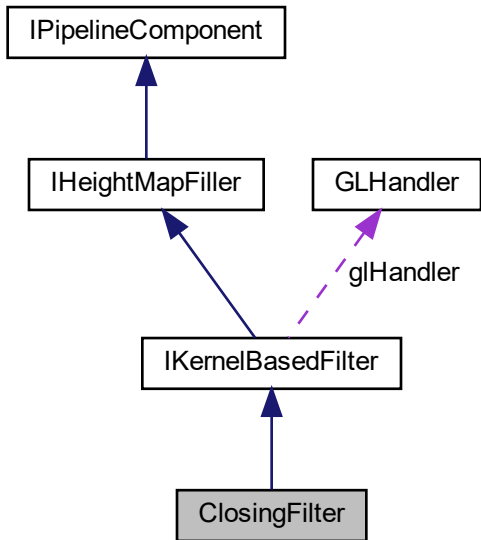 IPipelineComponent
IHeightMapFiller
GLHandler
glHandler
IKernelBasedFilter
ClosingFilter